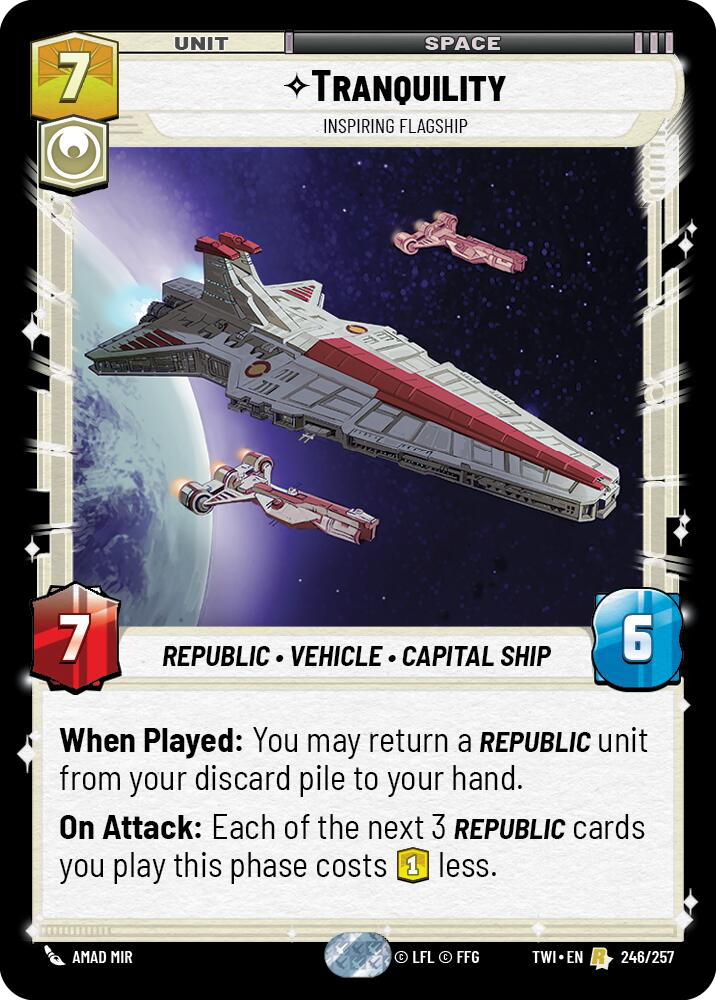 7
UNIT
SPACE
TRANQUILITY
INSPIRING FLAGSHIP
7
REPUBLIC • VEHICLE • CAPITAL SHIP
6
When Played: You may return a REPUBLIC unit
from your discard pile to your hand.
On Attack: Each of the next 3 REPUBLIC cards
you play this phase costs 1 less.
AMAD MIR
© LFL © FFG
TWI • EN
R
246/257